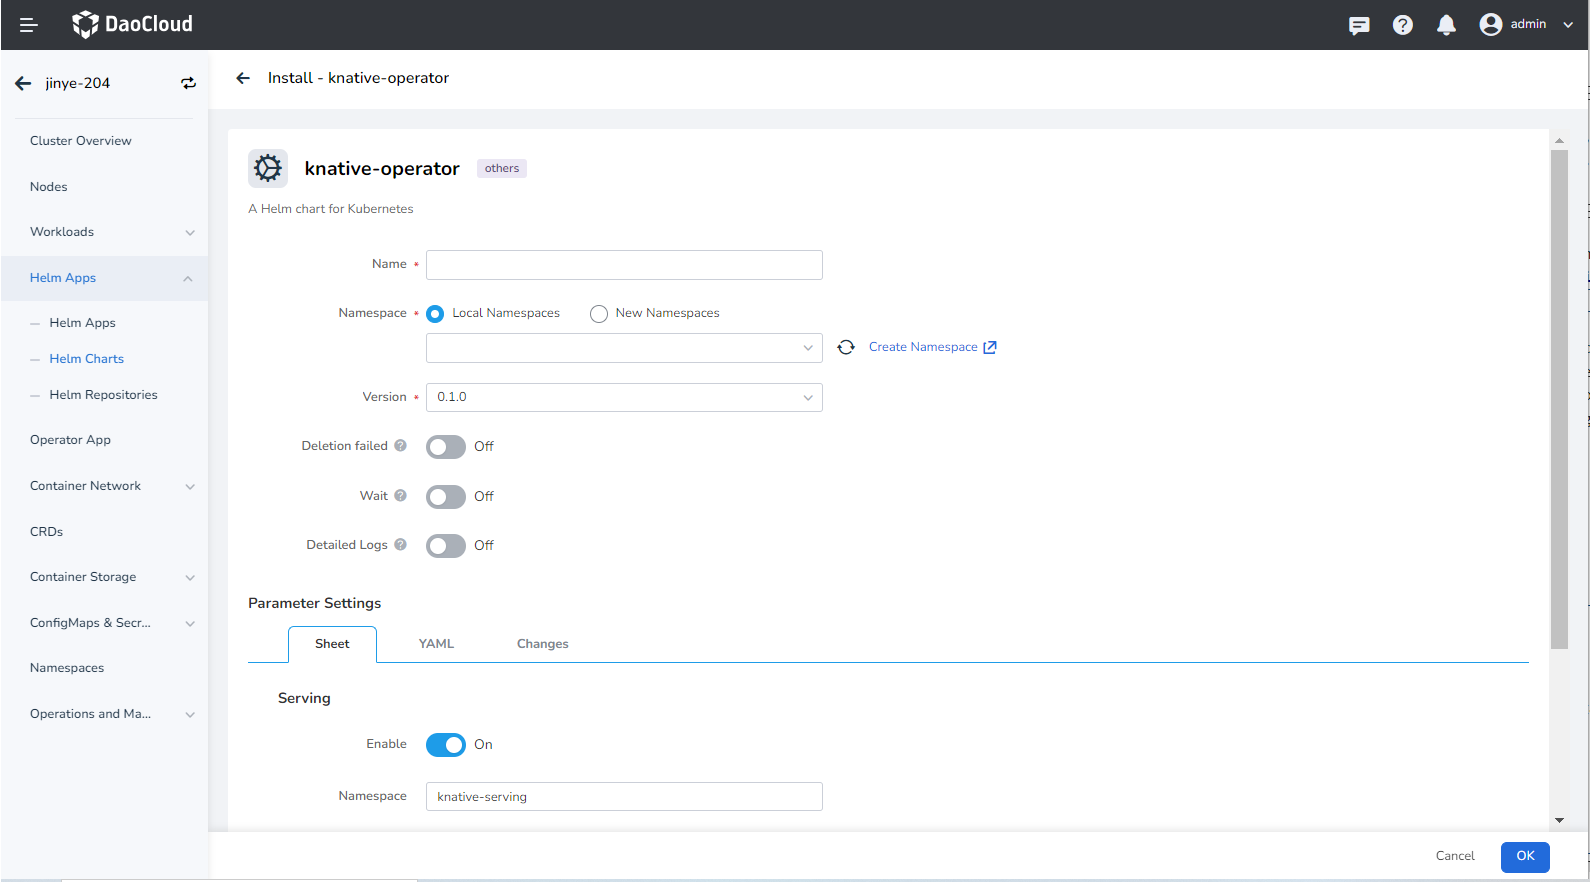 DaoCloud
admin
jinye-204
Install - knative-operator
Cluster Overview
Nodes
Workloads
Helm Apps
Helm Apps
Helm Charts
Helm Repositories
Operator App
Container Network
CRDs
Container Storage
ConfigMaps & Secr...
Namespaces
Operations and Ma...
knative-operator
others
A Helm chart for Kubernetes
Name *
Namespace * Local Namespaces New Namespaces
Create Namespace
Version * 0.1.0
Deletion failed ? Off
Wait ? Off
Detailed Logs ? Off
Parameter Settings
Sheet YAML Changes
Serving
Enable On
Namespace knative-serving
Cancel OK